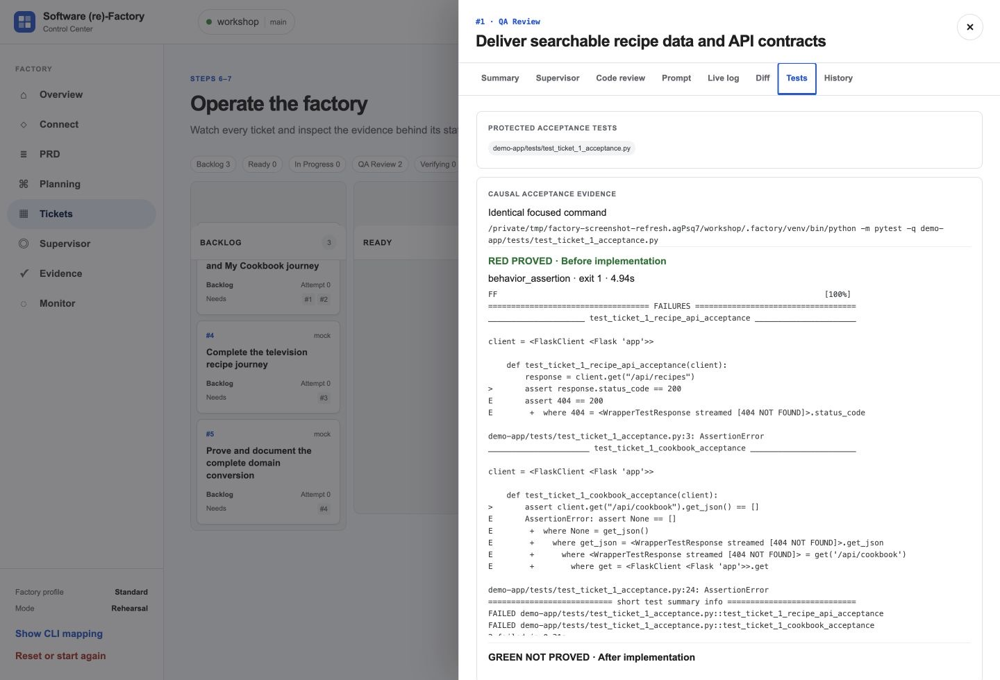 Software (re)-Factory
Control Center
workshop
main
FACTORY
Overview
Connect
PRD
Planning
Tickets
Supervisor
Evidence
Monitor
Factory profile Standard
Mode Rehearsal
Show CLI mapping
Reset or start again
STEPS 6–7
Operate the factory
Watch every ticket and inspect the evidence behind its
Backlog 3
Ready 0
In Progress 0
QA Review 2
Verifying 0
BACKLOG 3
READY
and My Cookbook journey
Backlog Attempt 0
Needs #1 #2
#4 mock
Complete the television
recipe journey
Backlog Attempt 0
Needs #3
#5 mock
Prove and document the
complete domain
conversion
Backlog Attempt 0
Needs #4
#1 · QA Review
Deliver searchable recipe data and API contracts
×
Summary
Supervisor
Code review
Prompt
Live log
Diff
Tests
History
PROTECTED ACCEPTANCE TESTS
demo-app/tests/test_ticket_1_acceptance.py
CAUSAL ACCEPTANCE EVIDENCE
Identical focused command
/private/tmp/factory-screenshot-refresh.agPsq7/workshop/.factory/venv/bin/python -m pytest -q demo-
app/tests/test_ticket_1_acceptance.py
RED PROVED · Before implementation
behavior_assertion · exit 1 · 4.94s
FF [100%]
=================================== FAILURES ===================================
_____________________ test_ticket_1_recipe_api_acceptance ______________________
client = <FlaskClient <Flask 'app'>>
def test_ticket_1_recipe_api_acceptance(client):
response = client.get("/api/recipes")
> assert response.status_code == 200
E assert 404 == 200
E + where 404 = <WrapperTestResponse streamed [404 NOT FOUND]>.status_code
demo-app/tests/test_ticket_1_acceptance.py:3: AssertionError
______________________ test_ticket_1_cookbook_acceptance _______________________
client = <FlaskClient <Flask 'app'>>
def test_ticket_1_cookbook_acceptance(client):
> assert client.get("/api/cookbook").get_json() == []
E AssertionError: assert None == []
E + where None = get_json()
E + where get_json = <WrapperTestResponse streamed [404 NOT FOUND]>.get_json
E + where <WrapperTestResponse streamed [404 NOT FOUND]> = get('/api/cookbook')
E + where get = <FlaskClient <Flask 'app'>>.get
demo-app/tests/test_ticket_1_acceptance.py:24: AssertionError
=========================== short test summary info ============================
FAILED demo-app/tests/test_ticket_1_acceptance.py::test_ticket_1_recipe_api_acceptance
FAILED demo-app/tests/test_ticket_1_acceptance.py::test_ticket_1_cookbook_acceptance
GREEN NOT PROVED · After implementation